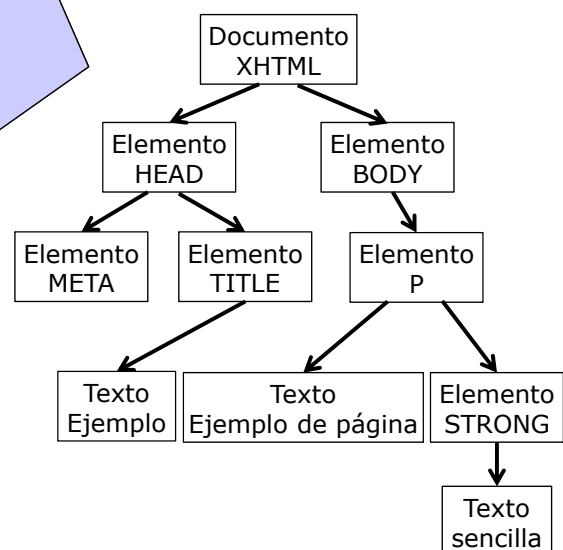 Documento
XHTML
Elemento
HEAD
Elemento
BODY
Elemento
META
Elemento
TITLE
Elemento
P
Texto
Ejemplo
Texto
Ejemplo de página
Elemento
STRONG
Texto
sencilla